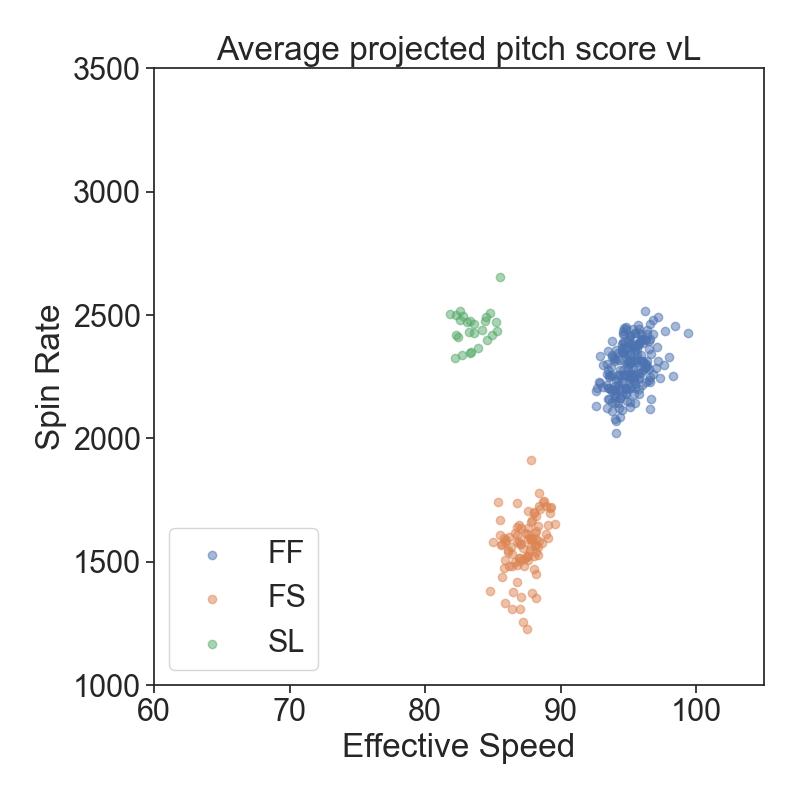 Average projected pitch score vL
3500
3000
2500
2000
1500
1000
Spin Rate
FF
FS
SL
60 70 80 90 100
Effective Speed